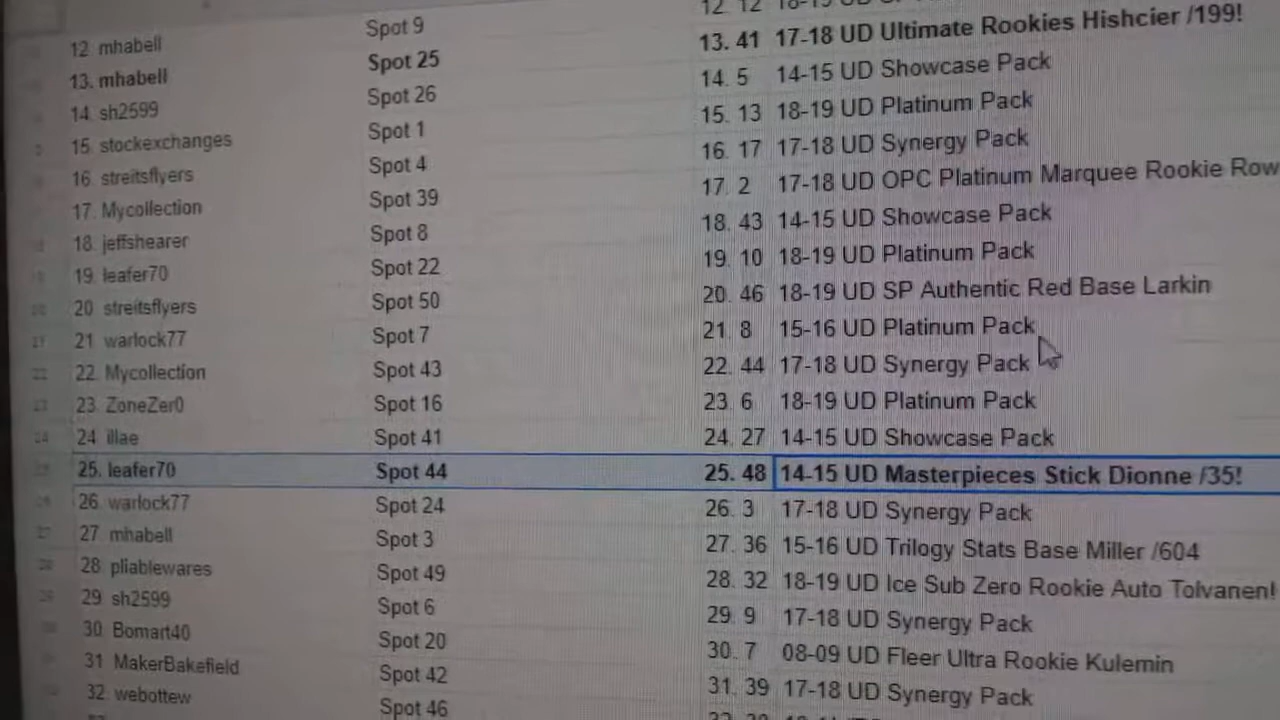 12 mhabell Spot 9 12 12
13. mhabell Spot 25 13. 41 17-18 UD Ultimate Rookies Hishcier /199!
14 sh2599 Spot 26 14. 5 14-15 UD Showcase Pack
15 stockexchanges Spot 1 15. 13 18-19 UD Platinum Pack
16 streitsflyers Spot 4 16. 17 17-18 UD Synergy Pack
17. Mycollection Spot 39 17. 2 17-18 UD OPC Platinum Marquee Rookie Row
18. jeffshearer Spot 8 18. 43 14-15 UD Showcase Pack
19. leafer70 Spot 22 19. 10 18-19 UD Platinum Pack
20 streitsflyers Spot 50 20. 46 18-19 UD SP Authentic Red Base Larkin
21 warlock77 Spot 7 21. 8 15-16 UD Platinum Pack
22. Mycollection Spot 43 22. 44 17-18 UD Synergy Pack
23. ZoneZer0 Spot 16 23. 6 18-19 UD Platinum Pack
24 illae Spot 41 24. 27 14-15 UD Showcase Pack
25. leafer70 Spot 44 25. 48 14-15 UD Masterpieces Stick Dionne /35!
26. warlock77 Spot 24 26. 3 17-18 UD Synergy Pack
27. mhabell Spot 3 27. 36 15-16 UD Trilogy Stats Base Miller /604
28. pliablewares Spot 49 28. 32 18-19 UD Ice Sub Zero Rookie Auto Tolvanen!
29. sh2599 Spot 6 29. 9 17-18 UD Synergy Pack
30. Bomart40 Spot 20 30. 7 08-09 UD Fleer Ultra Rookie Kulemin
31 MakerBakefield Spot 42 31. 39 17-18 UD Synergy Pack
32. webottew Spot 46